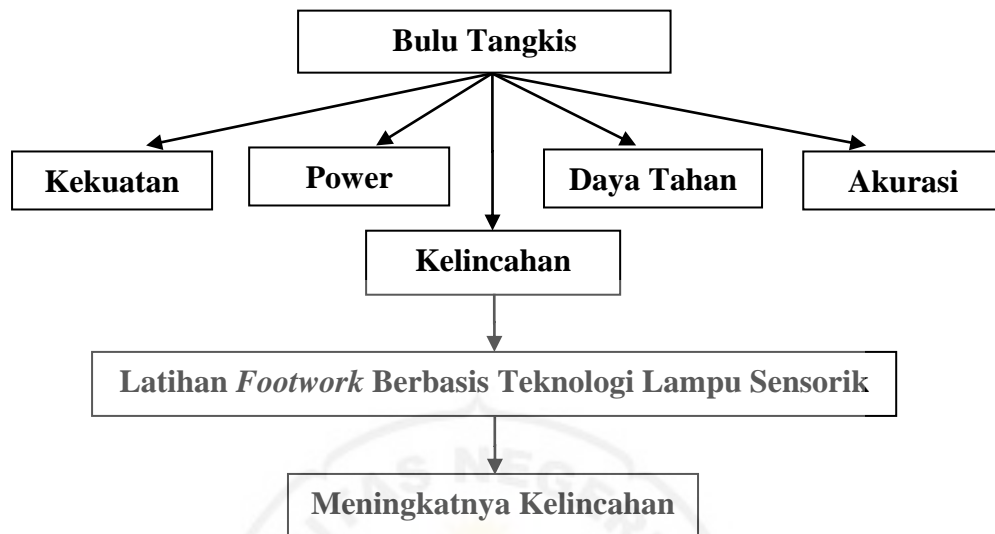 Bulu Tangkis
Kekuatan
Power
Daya Tahan
Akurasi
Kelincahan
Latihan Footwork Berbasis Teknologi Lampu Sensorik
Meningkatnya Kelincahan